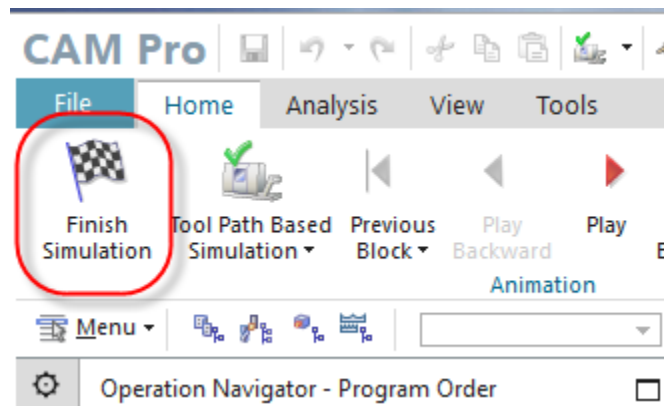 CAM Pro
File Home Analysis View Tools
Finish Simulation
Tool Path Based Simulation
Previous Block
Play Backward
Play
Animation
Menu
Operation Navigator - Program Order